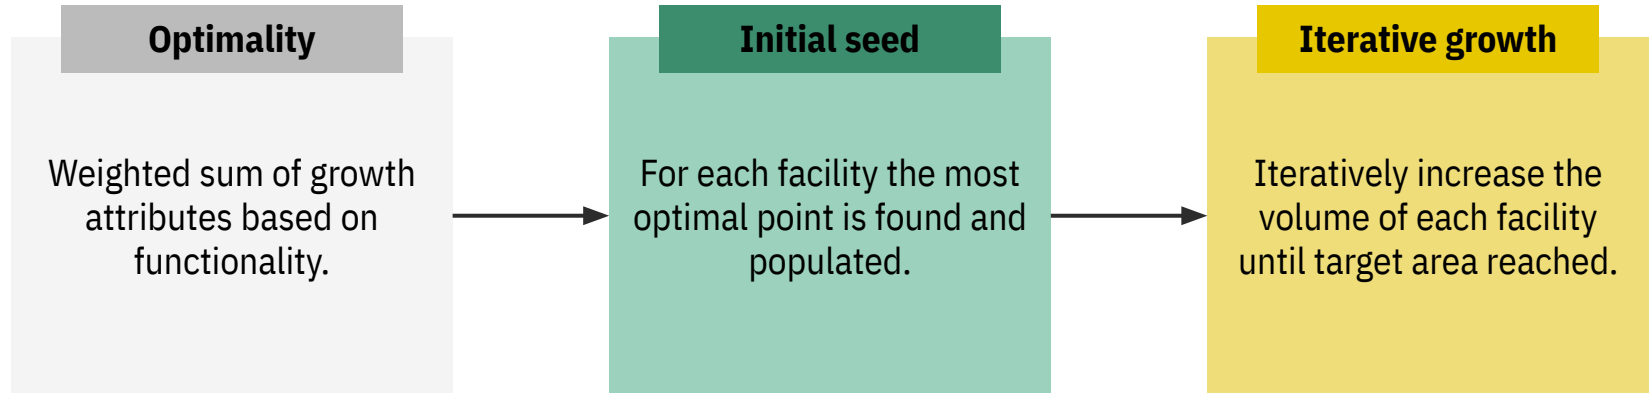 Optimality
Weighted sum of growth
attributes based on
functionality.
Initial seed
For each facility the most
optimal point is found and
populated.
Iterative growth
Iteratively increase the
volume of each facility
until target area reached.